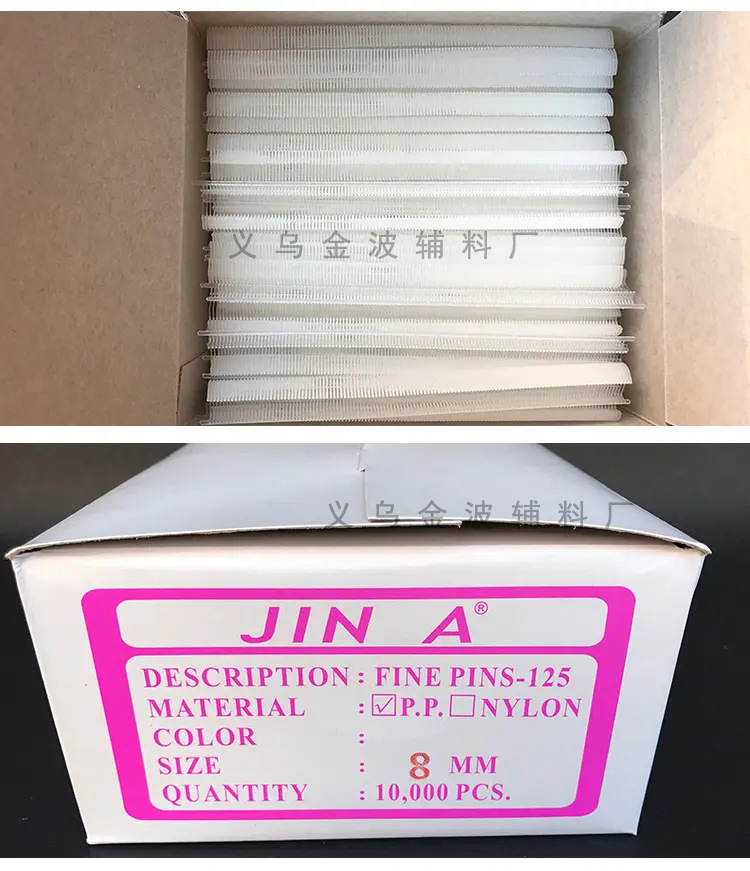 义乌金波辅料厂
义乌金波辅料厂
JIN A®
DESCRIPTION : FINE PINS-125
MATERIAL : ☑P.P. ☐NYLON
COLOR :
SIZE : 8 MM
QUANTITY : 10,000 PCS.